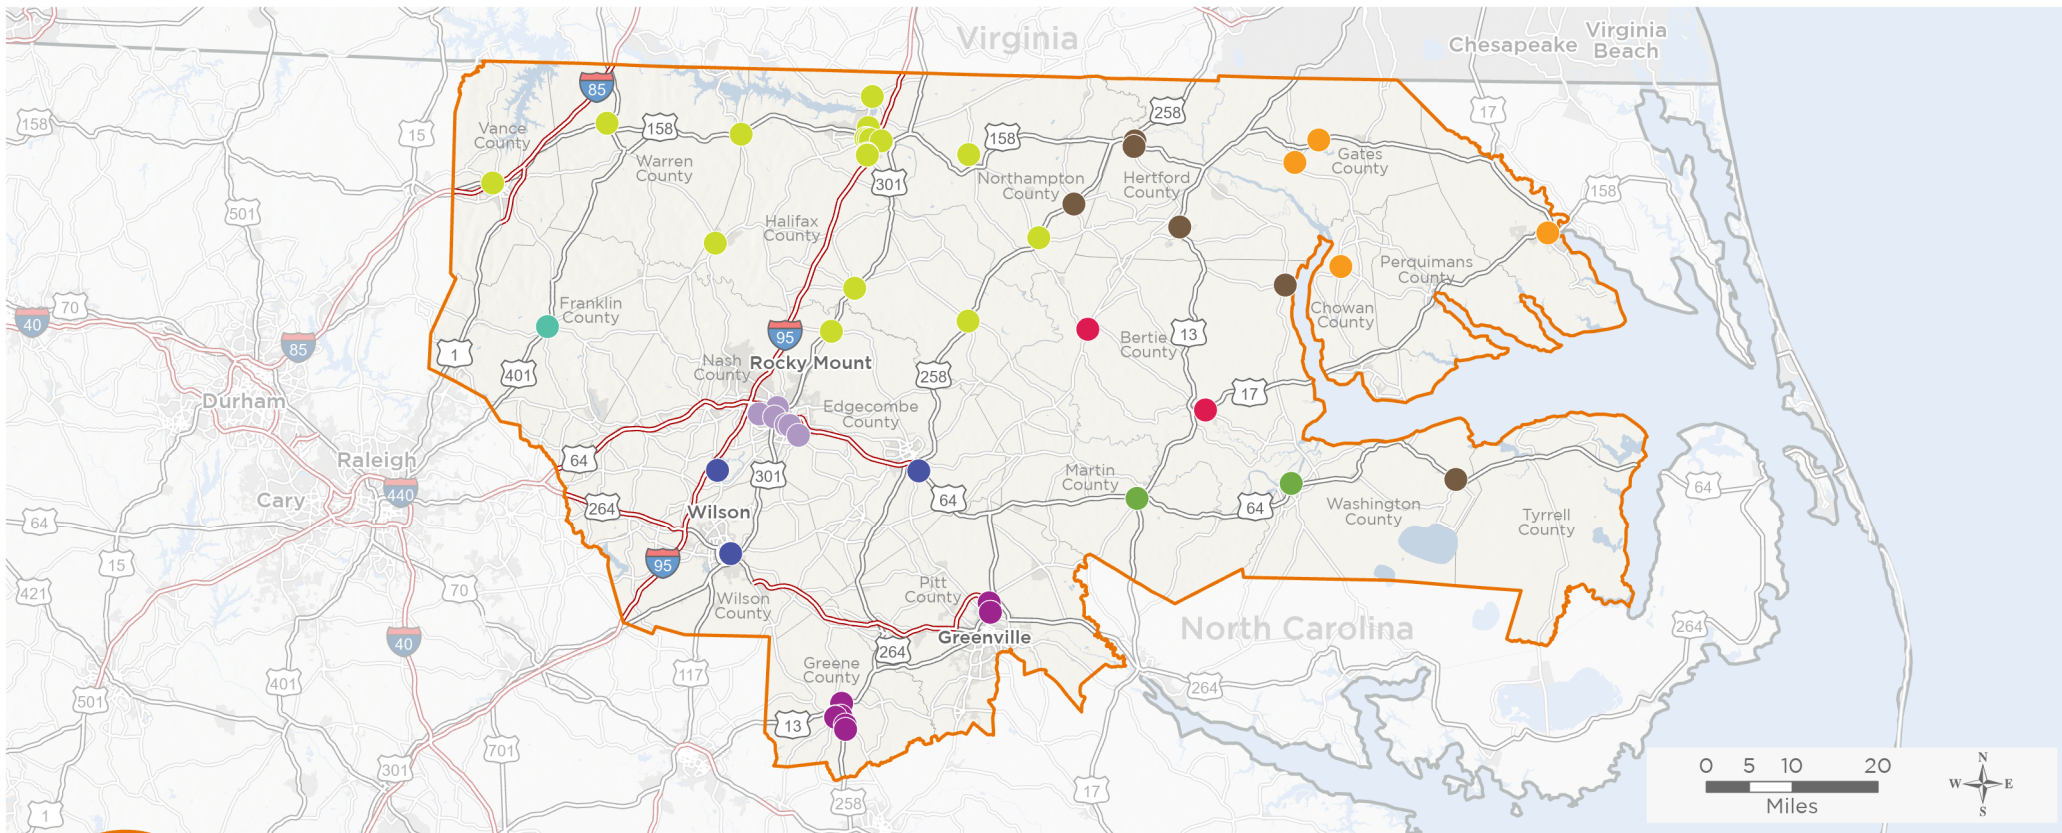 Virginia
Virginia
Beach
Chesapeake
85
258
17
158
15
Vance
County
158
158
Warren
County
Gates
County
301
Northampton
County
Hertford
County
158
501
Halifax
County
Perquimans
County
Franklin
County
Chowan
County
70
40
85
95
13
Bertie
County
1
Nash
County
Rocky Mount
401
258
17
Durham
Edgecombe
County
64
Raleigh
301
Martin
County
440
64
64
Cary
264
Wilson
64
Washington
County
Tyrrell
County
64
15
95
421
70
Wilson
County
Pitt
County
40
Greenville
North Carolina
264
264
Greene
County
117
401
264
501
13
701
301
17
258
1
0 5 10 20
Miles
N
W E
S